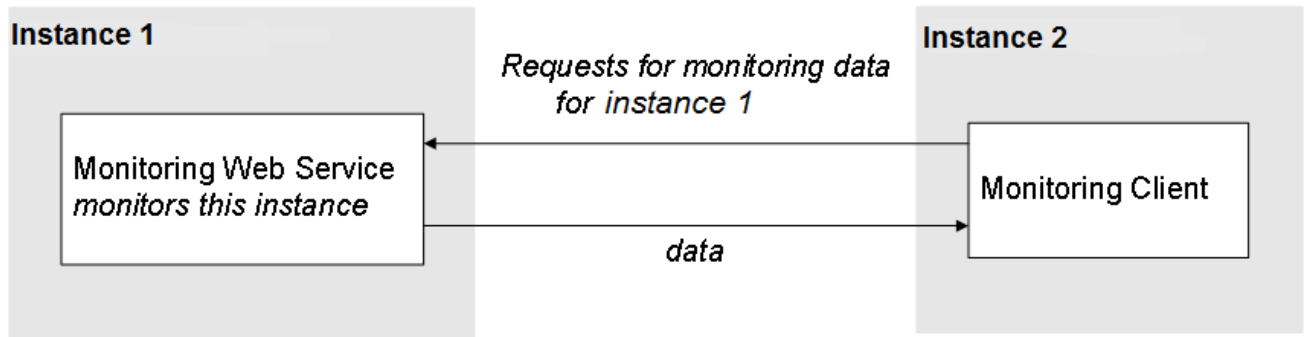 Instance 1
Instance 2
Requests for monitoring data
for instance 1
Monitoring Web Service
monitors this instance
Monitoring Client
data